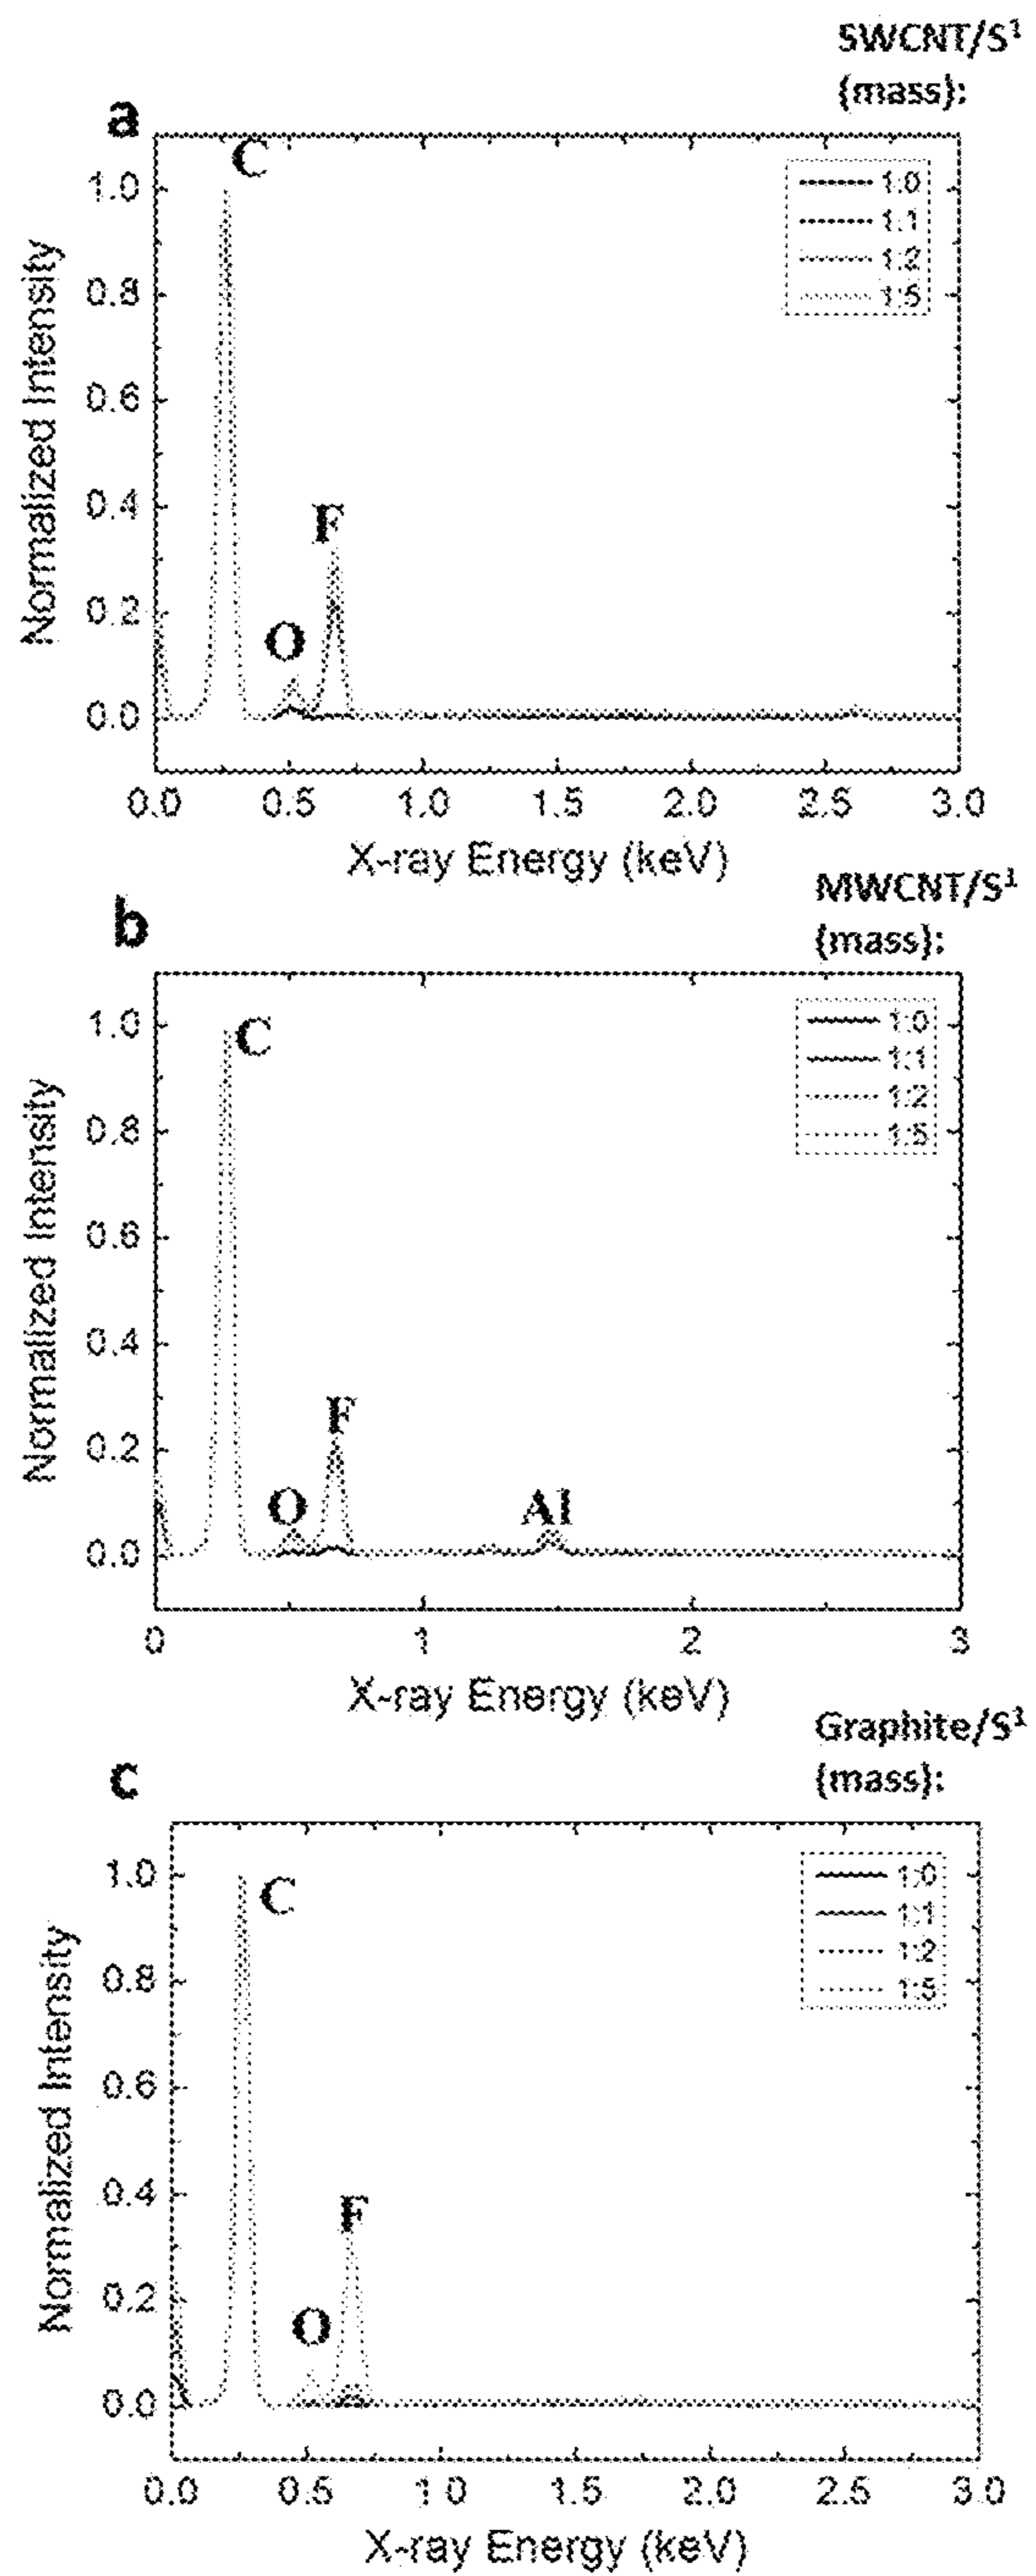 SWCNT/S¹
(mass):
a
C
1.0
1:0
1:1
1:2
1:5
0.8
0.6
0.4
F
0.2
O
0.0
Normalized Intensity
0.0 0.5 1.0 1.5 2.0 2.5 3.0
X-ray Energy (keV)
MWCNT/S¹
(mass):
b
C
1.0
1:0
1:1
1:2
1:5
0.8
0.6
0.4
F
0.2
O
Al
0.0
Normalized Intensity
0 1 2 3
X-ray Energy (keV)
Graphite/S¹
(mass):
c
C
1.0
1:0
1:1
1:2
1:5
0.8
0.6
0.4
F
0.2
O
0.0
Normalized Intensity
0.0 0.5 1.0 1.5 2.0 2.5 3.0
X-ray Energy (keV)